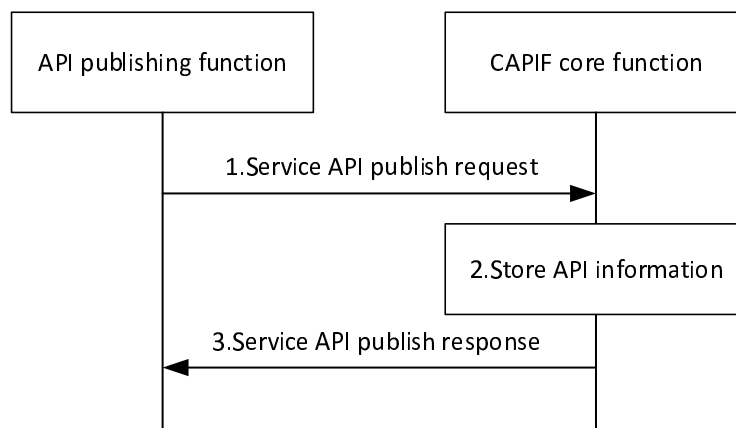 API publishing function
CAPIF core function
1.Service API publish request
2.Store API information
3.Service API publish response